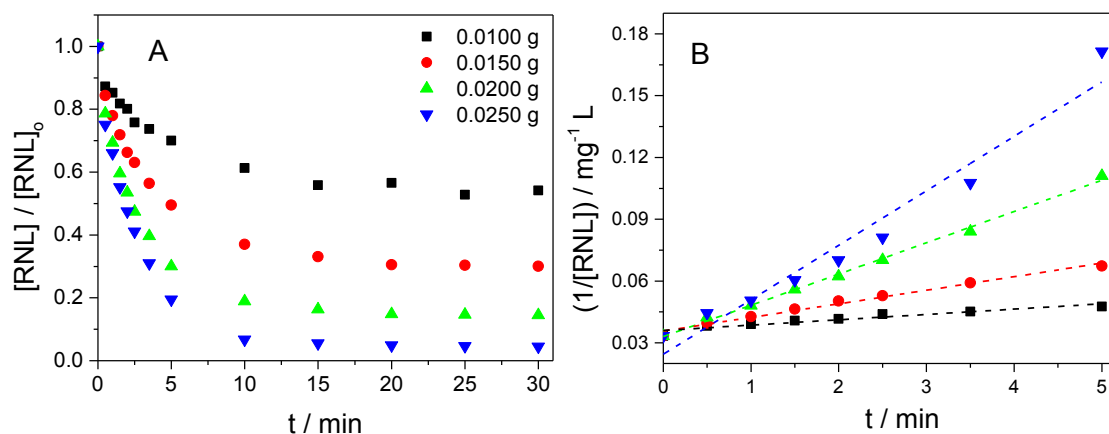 A
0.0100 g
0.0150 g
0.0200 g
0.0250 g
[RNL] / [RNL]o
1.0
0.8
0.6
0.4
0.2
0.0
0 5 10 15 20 25 30
t / min
B
(1/[RNL]) / mg-1 L
0.18
0.15
0.12
0.09
0.06
0.03
0 1 2 3 4 5
t / min